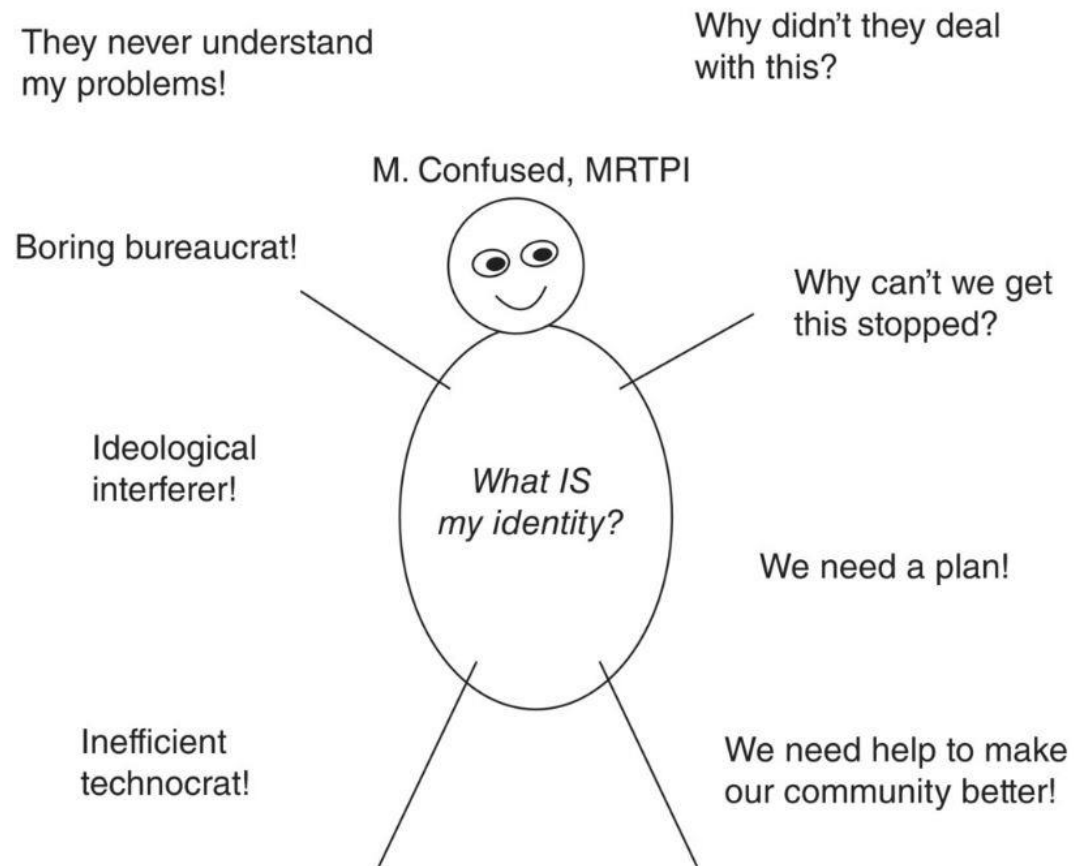 They never understand
my problems!
Why didn't they deal
with this?
M. Confused, MRTPI
Boring bureaucrat!
Why can't we get
this stopped?
Ideological
interferer!
What IS
my identity?
We need a plan!
Inefficient
technocrat!
We need help to make
our community better!